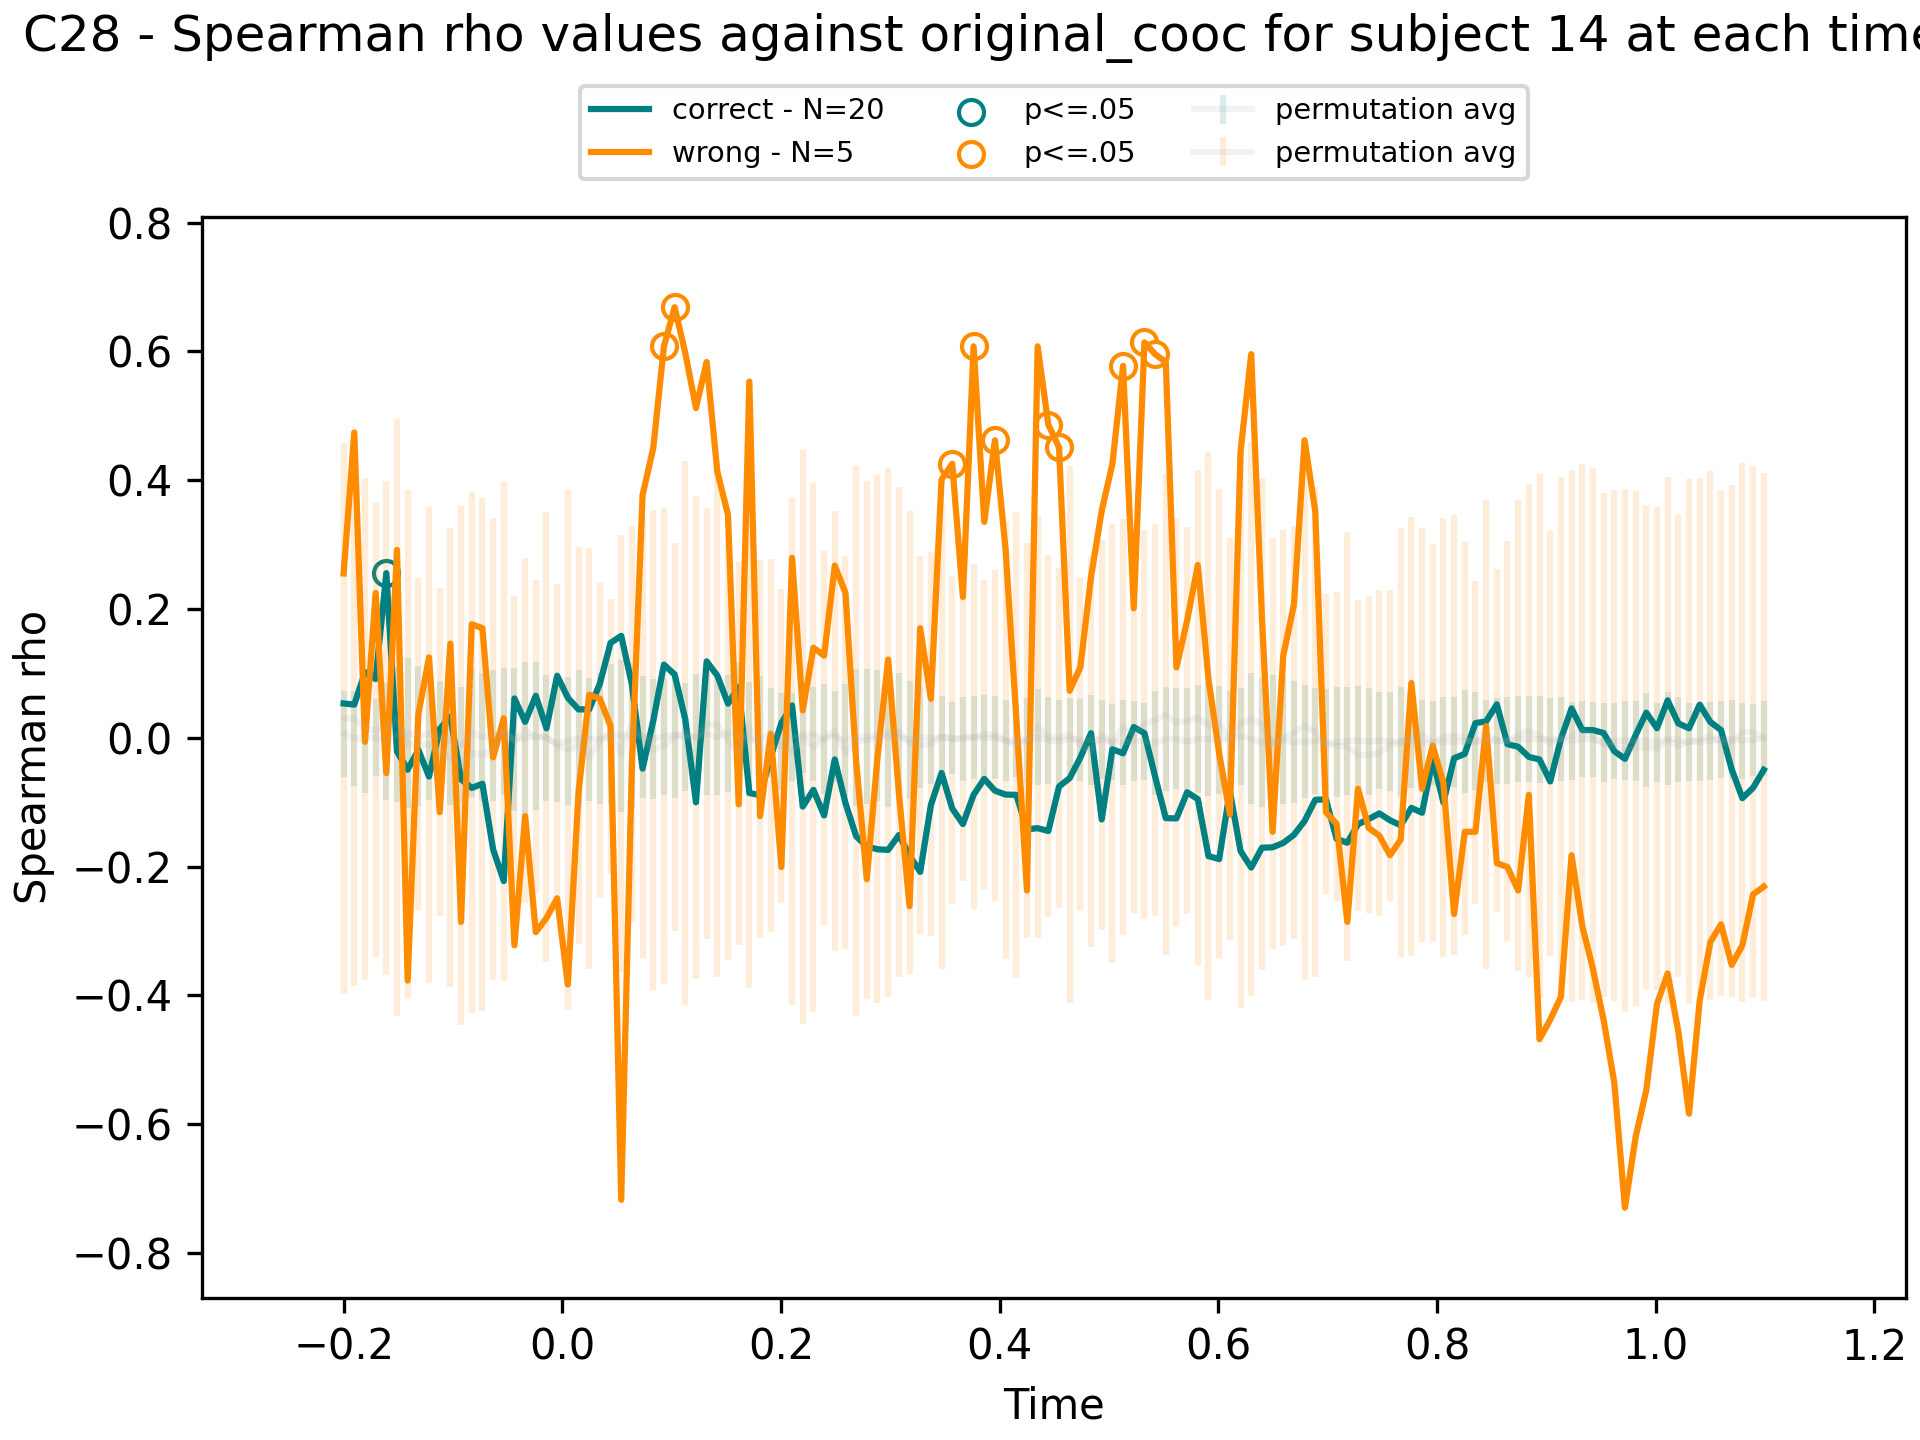 C28 - Spearman rho values against original_cooc for subject 14 at each time
correct - N=20
wrong - N=5
p<=.05
p<=.05
permutation avg
permutation avg
0.8
0.6
0.4
0.2
0.0
−0.2
−0.4
−0.6
−0.8
Spearman rho
−0.2 0.0 0.2 0.4 0.6 0.8 1.0 1.2
Time